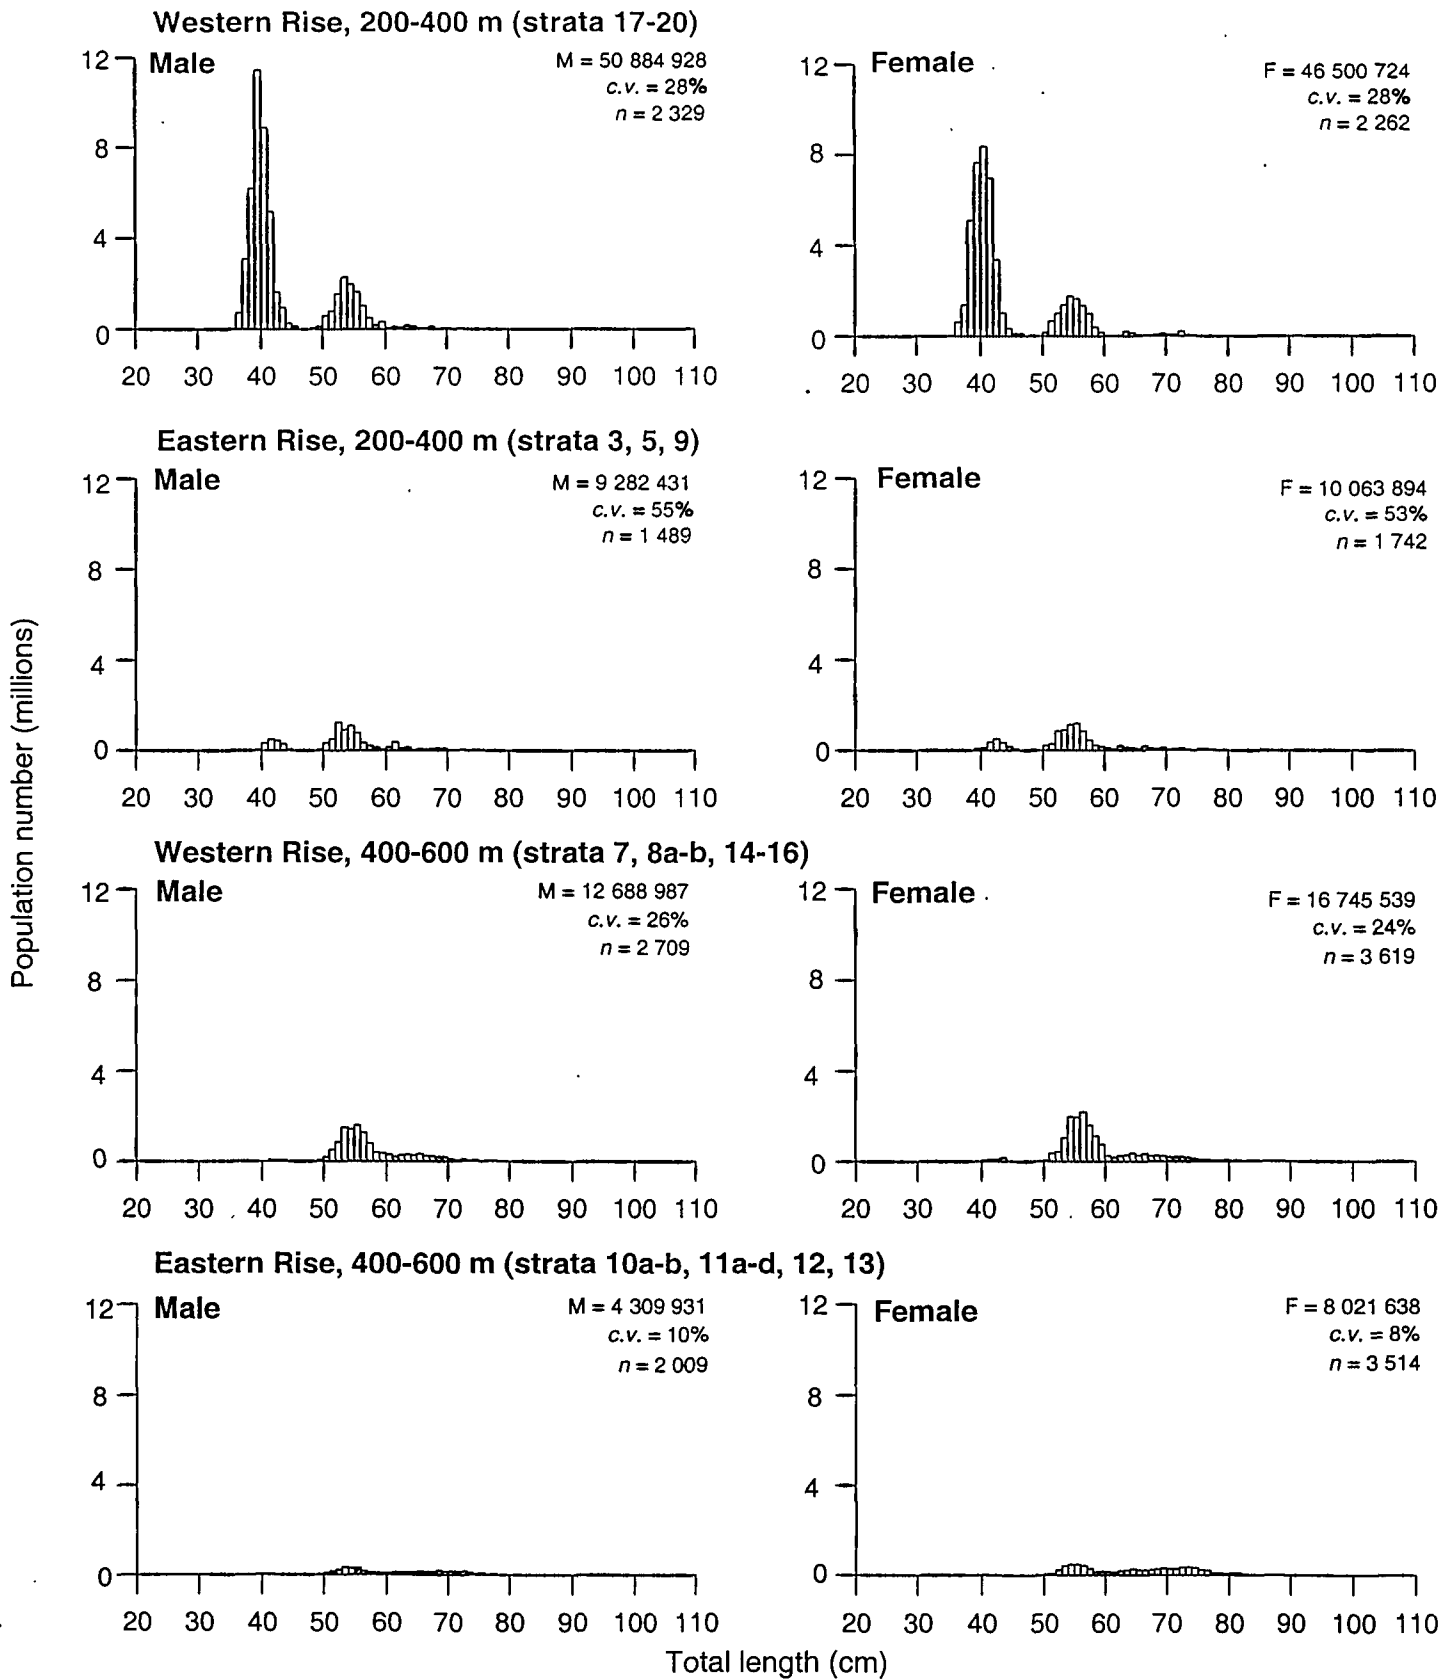 Western Rise, 200-400 m (strata 17-20)
Male
M = 50 884 928
c.v. = 28%
n = 2 329
12
8
4
0
20 30 40 50 60 70 80 90 100 110
Female
F = 46 500 724
c.v. = 28%
n = 2 262
12
8
4
0
20 30 40 50 60 70 80 90 100 110
Eastern Rise, 200-400 m (strata 3, 5, 9)
Male
M = 9 282 431
c.v. = 55%
n = 1 489
12
8
4
0
20 30 40 50 60 70 80 90 100 110
Female
F = 10 063 894
c.v. = 53%
n = 1 742
12
8
4
0
20 30 40 50 60 70 80 90 100 110
Population number (millions)
Western Rise, 400-600 m (strata 7, 8a-b, 14-16)
Male
M = 12 688 987
c.v. = 26%
n = 2 709
12
8
4
0
20 30 40 50 60 70 80 90 100 110
Female
F = 16 745 539
c.v. = 24%
n = 3 619
12
8
4
0
20 30 40 50 60 70 80 90 100 110
Eastern Rise, 400-600 m (strata 10a-b, 11a-d, 12, 13)
Male
M = 4 309 931
c.v. = 10%
n = 2 009
12
8
4
0
20 30 40 50 60 70 80 90 100 110
Female
F = 8 021 638
c.v. = 8%
n = 3 514
12
8
4
0
20 30 40 50 60 70 80 90 100 110
Total length (cm)